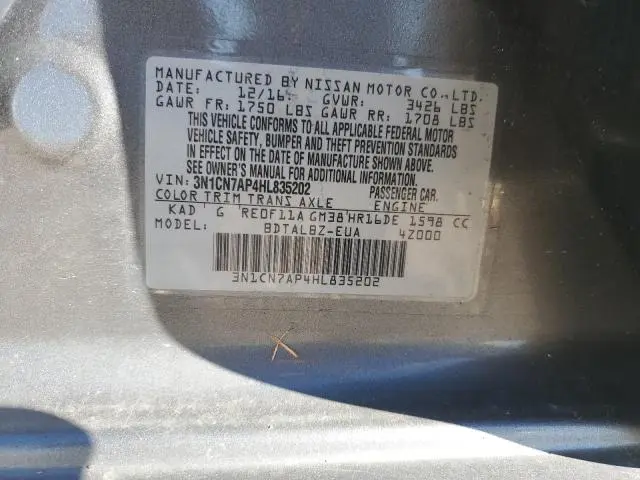 MANUFACTURED BY NISSAN MOTOR CO., LTD.
DATE: 12/16 GVWR: 3426 LBS
GAWR FR: 1750 LBS GAWR RR: 1708 LBS
THIS VEHICLE CONFORMS TO ALL APPLICABLE FEDERAL MOTOR
VEHICLE SAFETY, BUMPER AND THEFT PREVENTION STANDARDS
IN EFFECT ON THE DATE OF MANUFACTURE SHOWN ABOVE.
SEE OWNER'S MANUAL FOR ADDITIONAL INFORMATION.
VIN: 3N1CN7AP4HL835202 PASSENGER CAR.
COLOR TRIM TRANS AXLE ENGINE
KAD G RE0F11A GM38 HR16DE 1598 CC
MODEL: BDTALBZ-EUA 4Z000
3N1CN7AP4HL835202